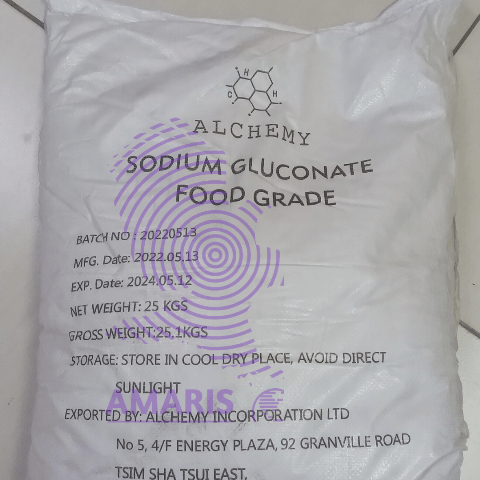 H
C H
ALCHEMY
SODIUM GLUCONATE
FOOD GRADE
BATCH NO : 20220513
MFG. Date: 2022.05.13
EXP. Date: 2024.05.12
NET WEIGHT: 25 KGS
GROSS WEIGHT:25.1KGS
STORAGE: STORE IN COOL DRY PLACE, AVOID DIRECT
SUNLIGHT
AMARIS
EXPORTED BY: ALCHEMY INCORPORATION LTD
No 5, 4/F ENERGY PLAZA, 92 GRANVILLE ROAD
TSIM SHA TSUI EAST,